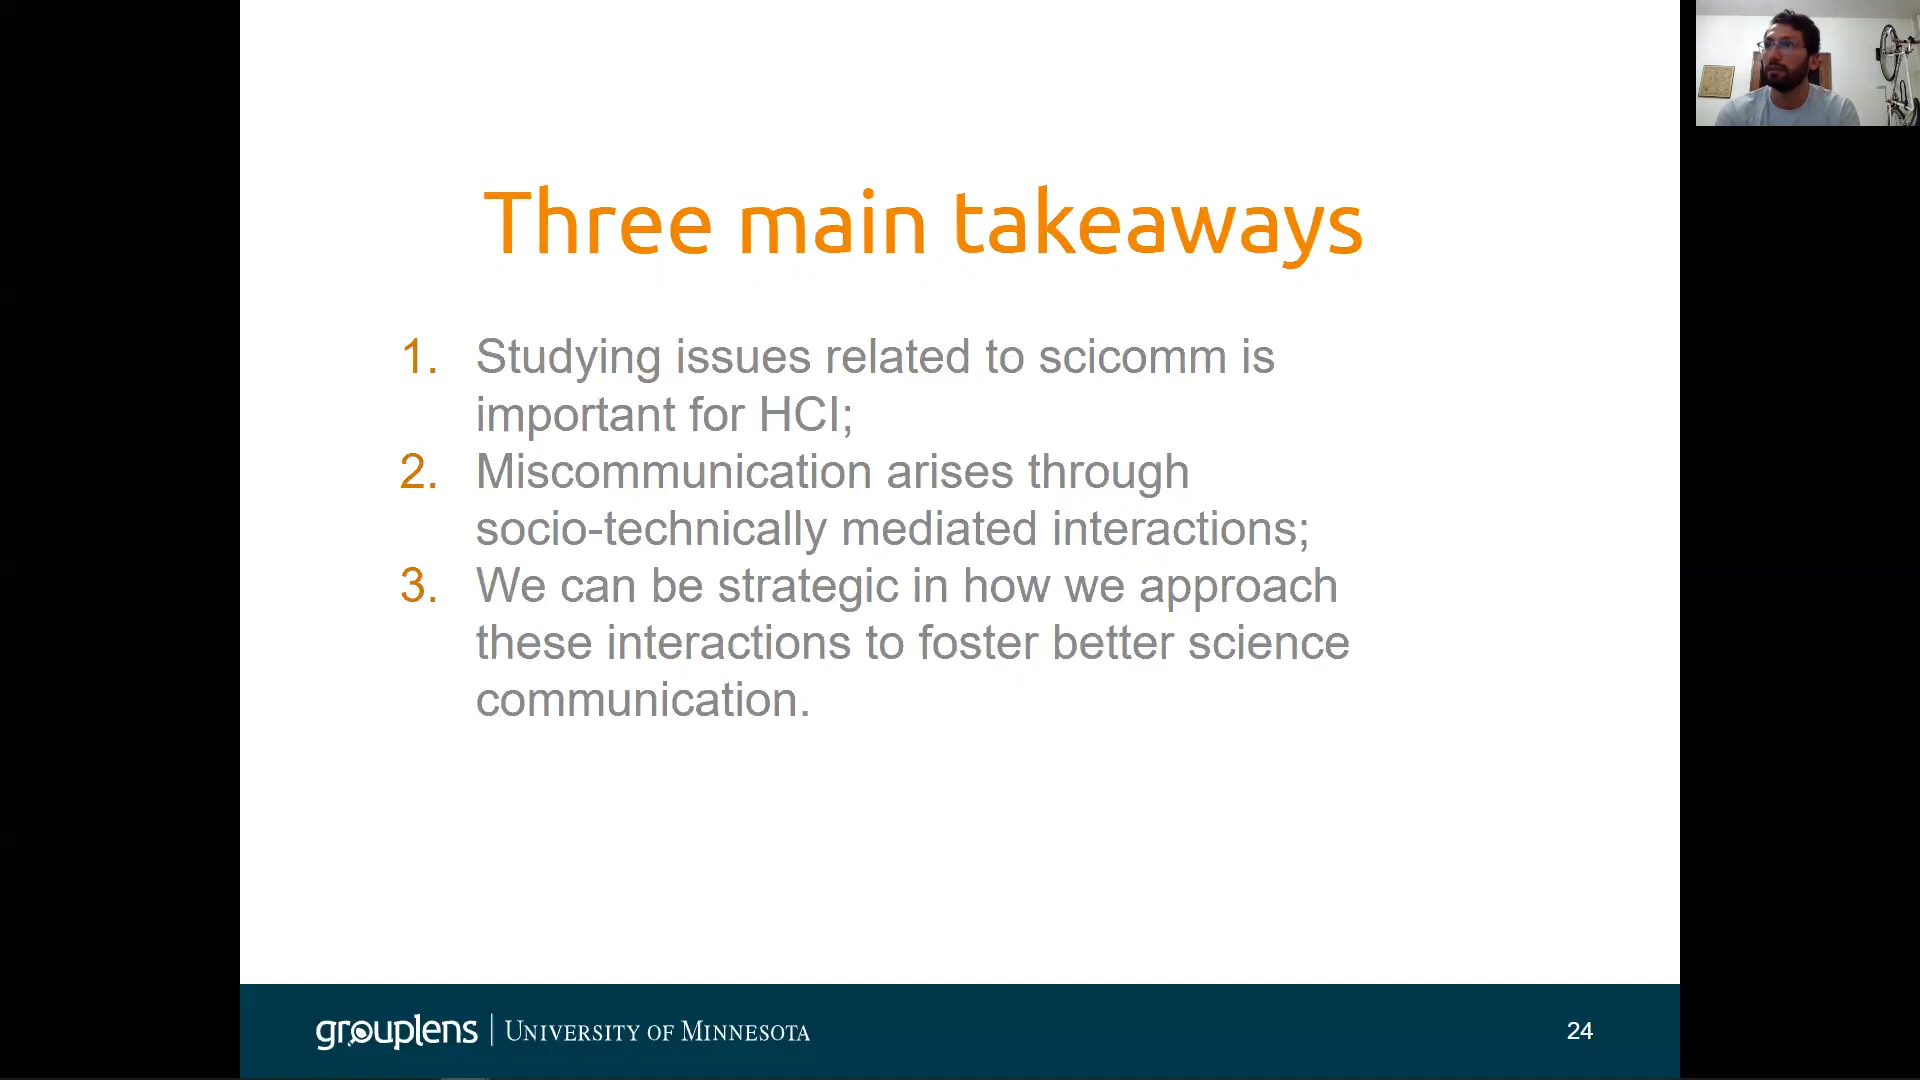 Three main takeaways
1. Studying issues related to scicomm is
important for HCI;
2. Miscommunication arises through
socio-technically mediated interactions;
3. We can be strategic in how we approach
these interactions to foster better science
communication.
grouplens | UNIVERSITY OF MINNESOTA
24